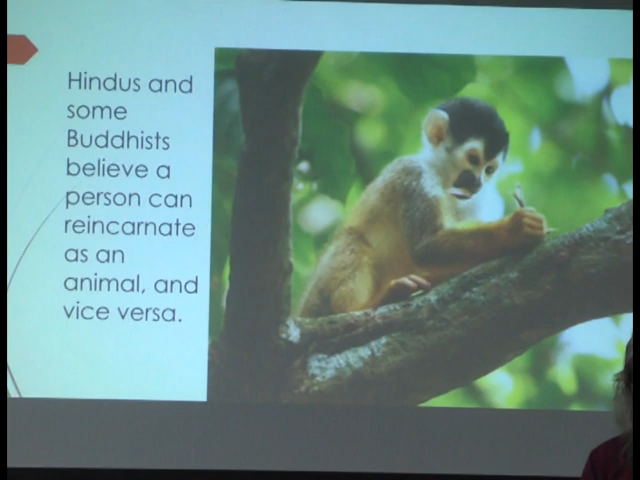 Hindus and
some
Buddhists
believe a
person can
reincarnate
as an
animal, and
vice versa.